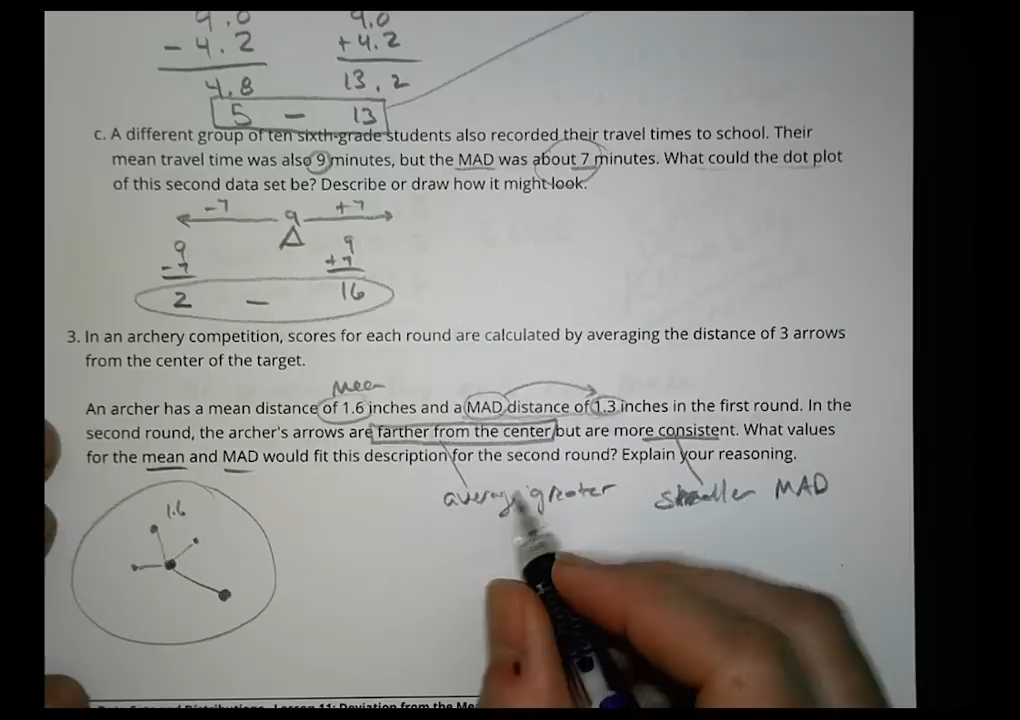 9.0 9.0
- 4.2 +4.2
4.8 13.2
5 - 13
c. A different group of ten sixth-grade students also recorded their travel times to school. Their
mean travel time was also 9 minutes, but the MAD was about 7 minutes. What could the dot plot
of this second data set be? Describe or draw how it might look.
-7 9 +7
9 9
-7 +7
2 - 16
3. In an archery competition, scores for each round are calculated by averaging the distance of 3 arrows
from the center of the target.
Mean
An archer has a mean distance of 1.6 inches and a MAD distance of 1.3 inches in the first round. In the
second round, the archer's arrows are farther from the center but are more consistent. What values
for the mean and MAD would fit this description for the second round? Explain your reasoning.
average greater smaller MAD
1.6
Lesson 11: Deviation from the Me